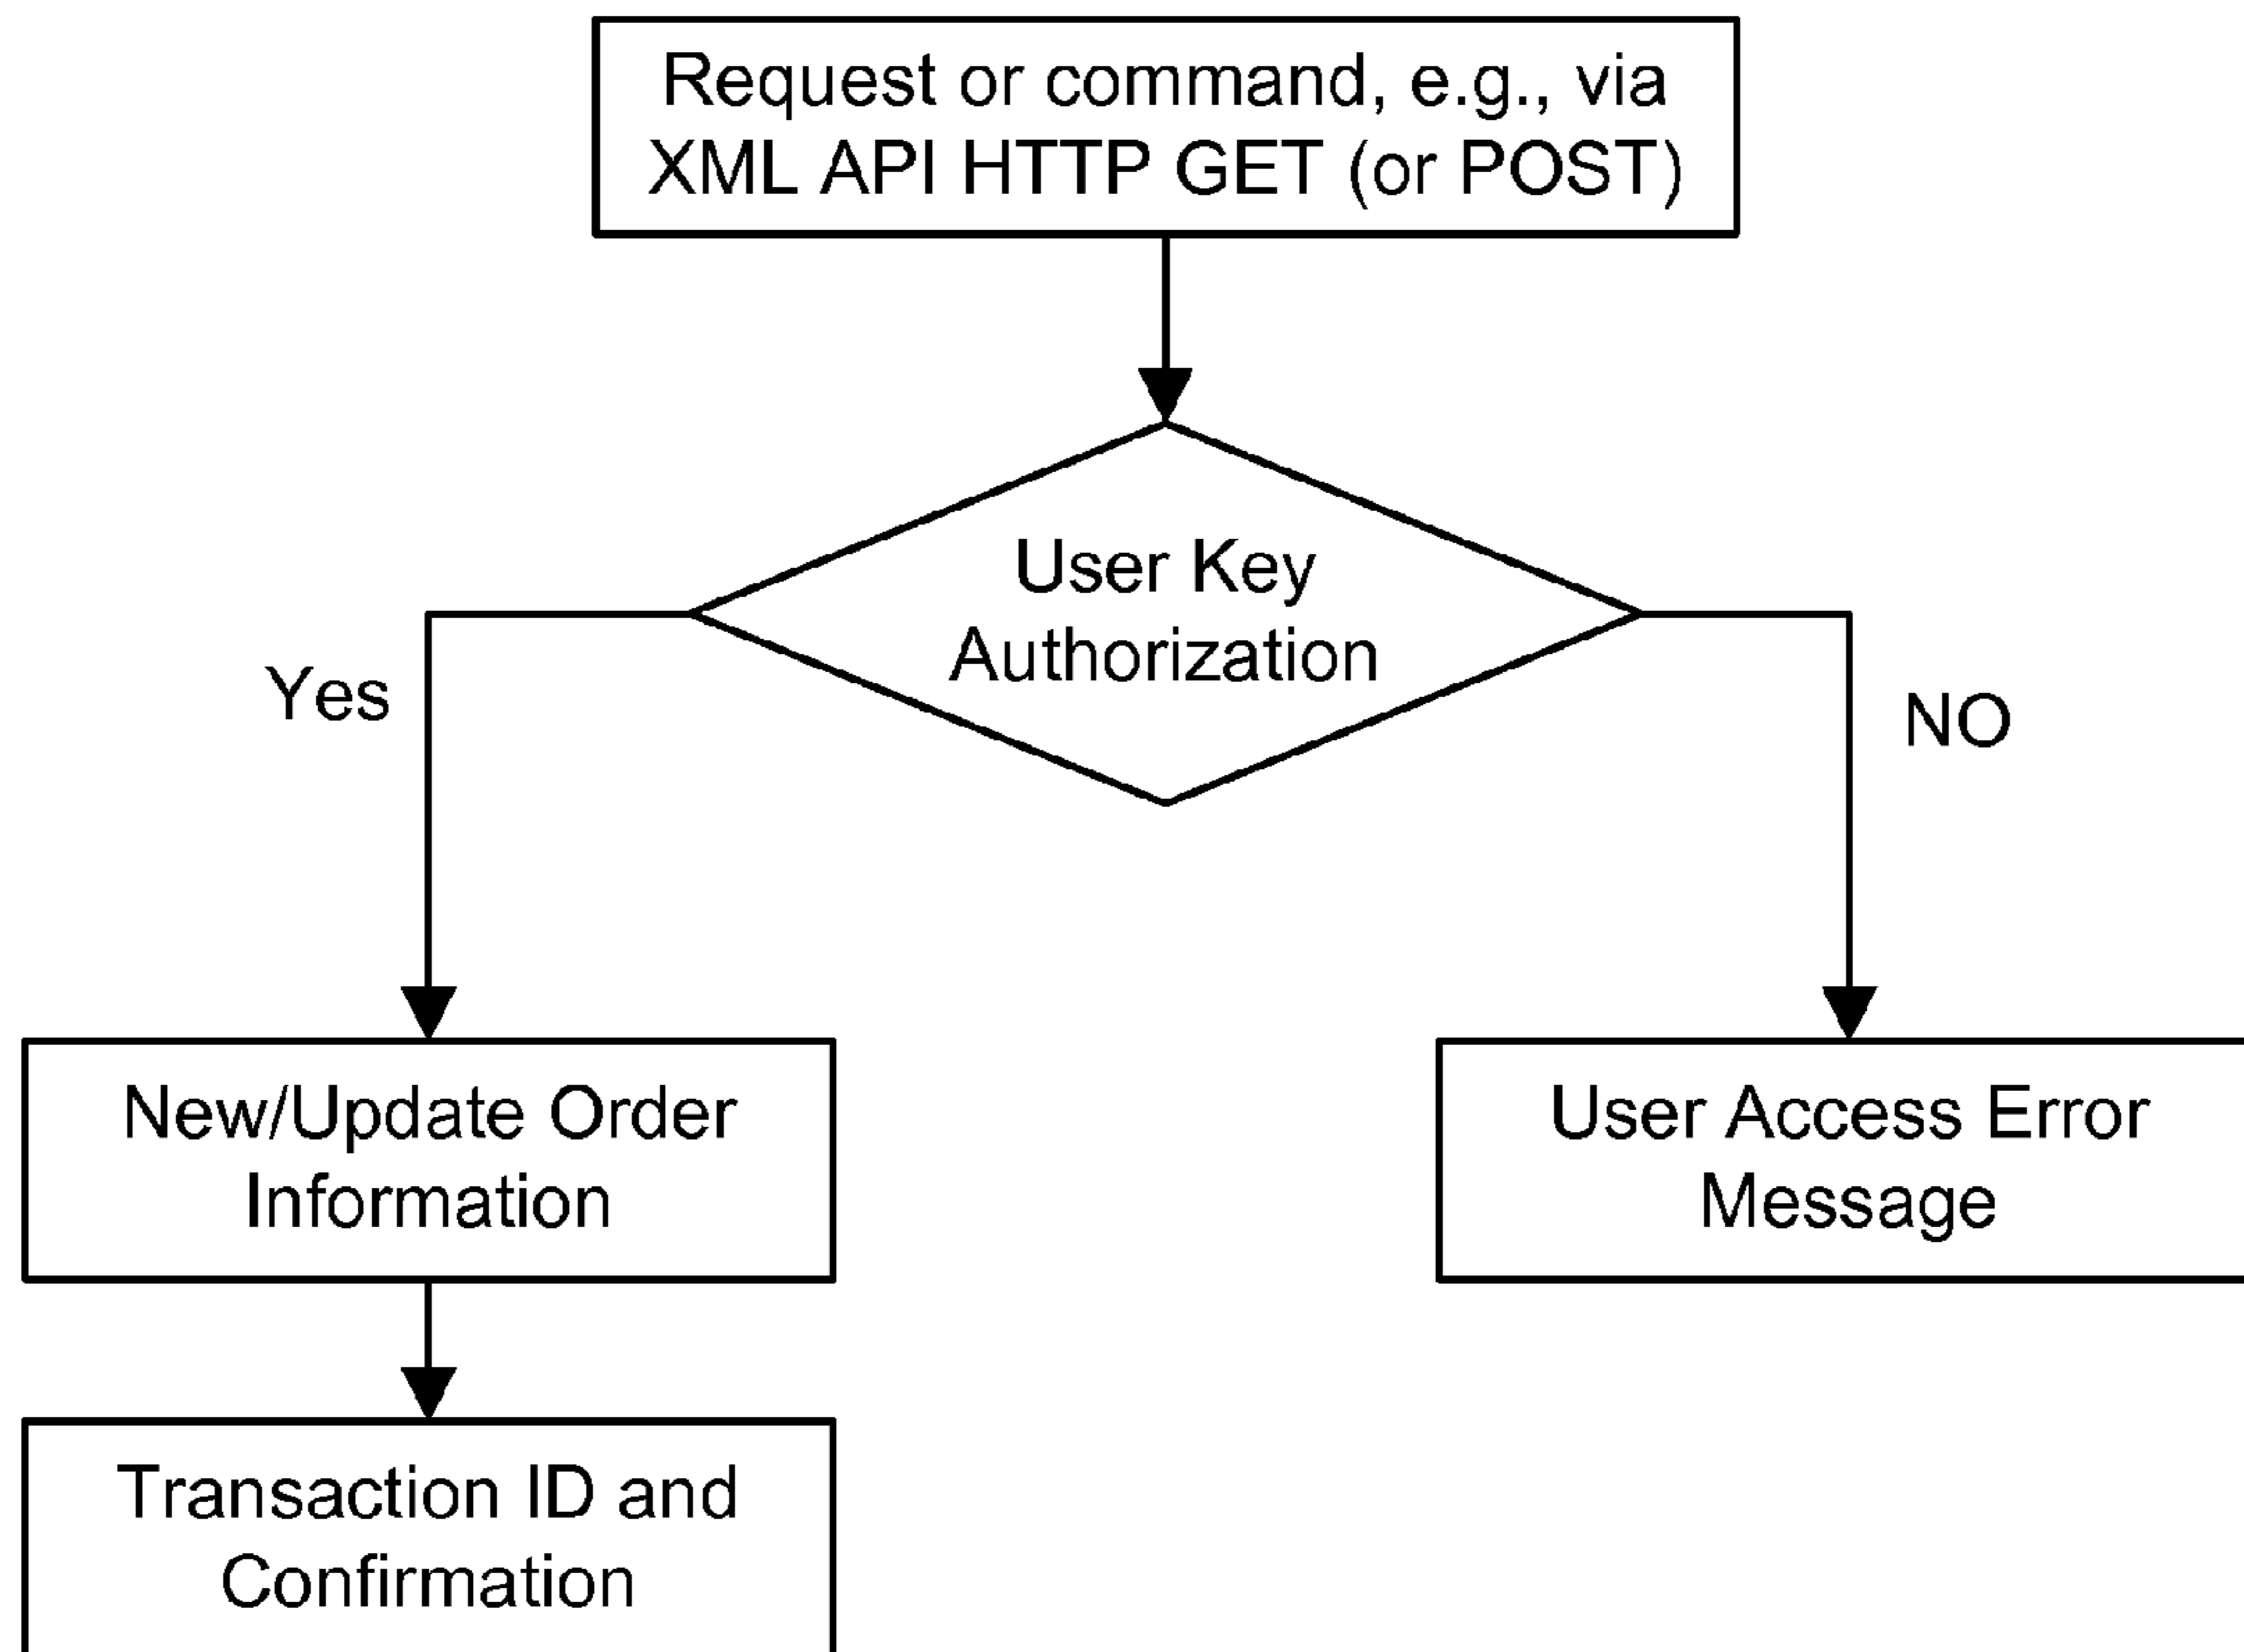 Request or command, e.g., via
XML API HTTP GET (or POST)
User Key
Authorization
Yes
NO
New/Update Order
Information
User Access Error
Message
Transaction ID and
Confirmation